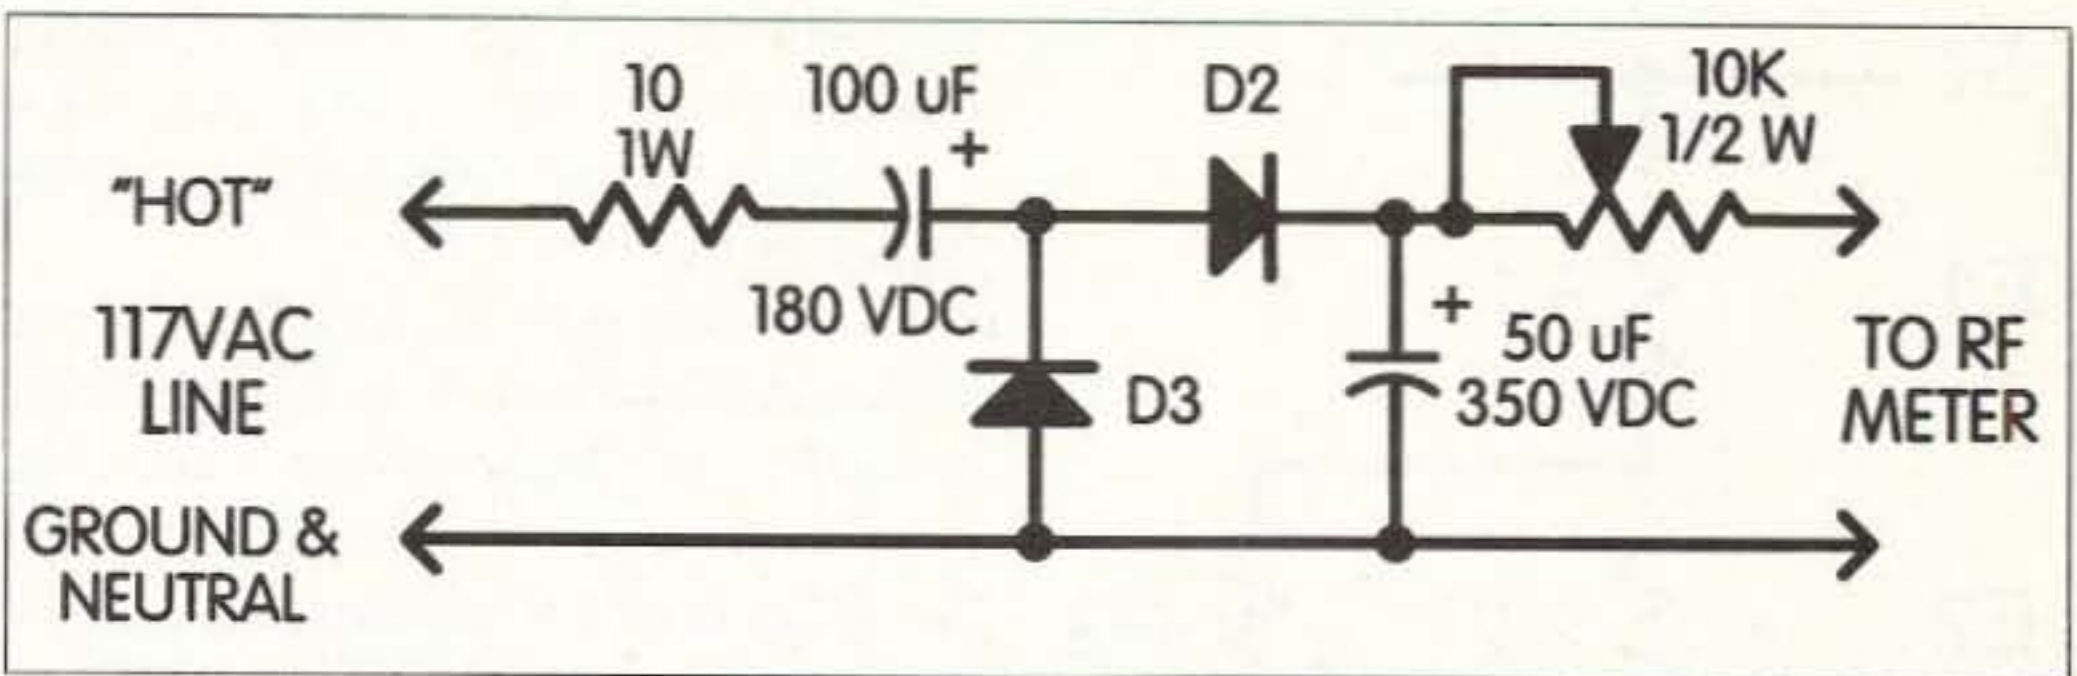 10
1W
100 uF
+
180 VDC
D2
10K
1/2 W
"HOT"
117VAC
LINE
D3
+
50 uF
350 VDC
TO RF
METER
GROUND &
NEUTRAL